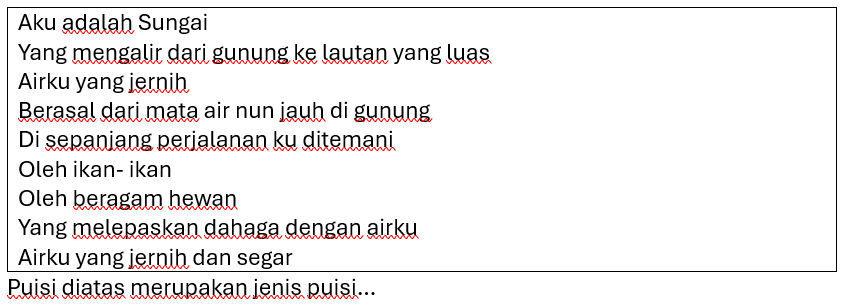 Aku adalah Sungai
Yang mengalir dari gunung ke lautan yang luas
Airku yang jernih
Berasal dari mata air nun jauh di gunung
Di sepanjang perjalanan ku ditemani
Oleh ikan- ikan
Oleh beragam hewan
Yang melepaskan dahaga dengan airku
Airku yang jernih dan segar
Puisi diatas merupakan jenis puisi...